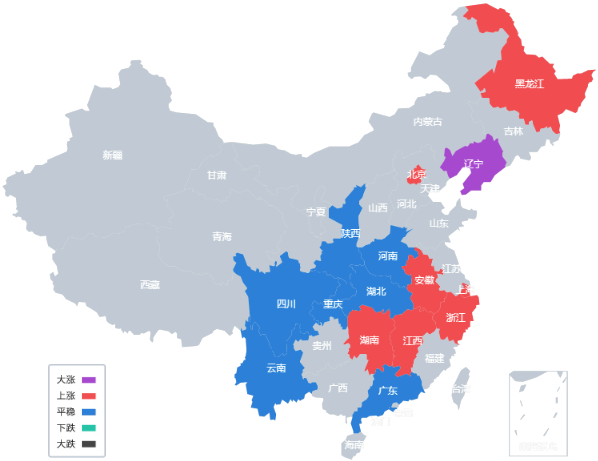 黑龙江
内蒙古
吉林
新疆
辽宁
甘肃
北京
天津
河北
山西
宁夏
山东
青海
陕西
河南
江苏
西藏
安徽
上海
四川
重庆
湖北
浙江
湖南
江西
贵州
福建
云南
广西
广东
台湾
海南
大涨
上涨
平稳
下跌
大跌